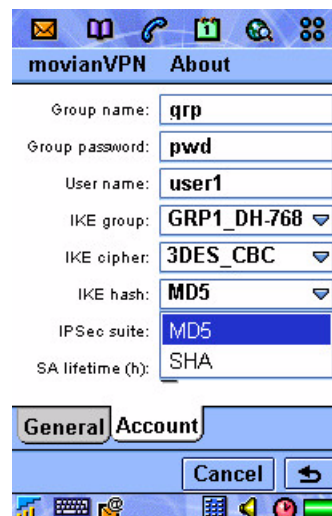 movianVPN About
Group name: grp
Group password: pwd
User name: user1
IKE group: GRP1_DH-768
IKE cipher: 3DES_CBC
IKE hash: MD5
IPSec suite: MD5
SHA
SA lifetime (h):
General Account
Cancel